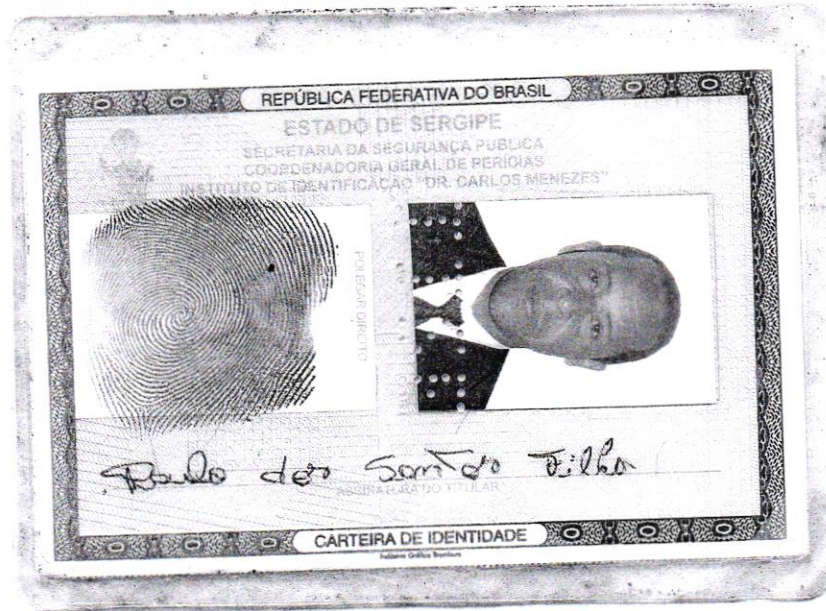 REPÚBLICA FEDERATIVA DO BRASIL
ESTADO DE SERGIPE
SECRETARIA DA SEGURANÇA PUBLICA
COORDENADORIA GERAL DE PERÍCIAS
INSTITUTO DE IDENTIFICAÇÃO "DR. CARLOS MENEZES"
POLEGAR DIREITO
Paulo dos Santos Filho
ASSINATURA DO TITULAR
CARTEIRA DE IDENTIDADE